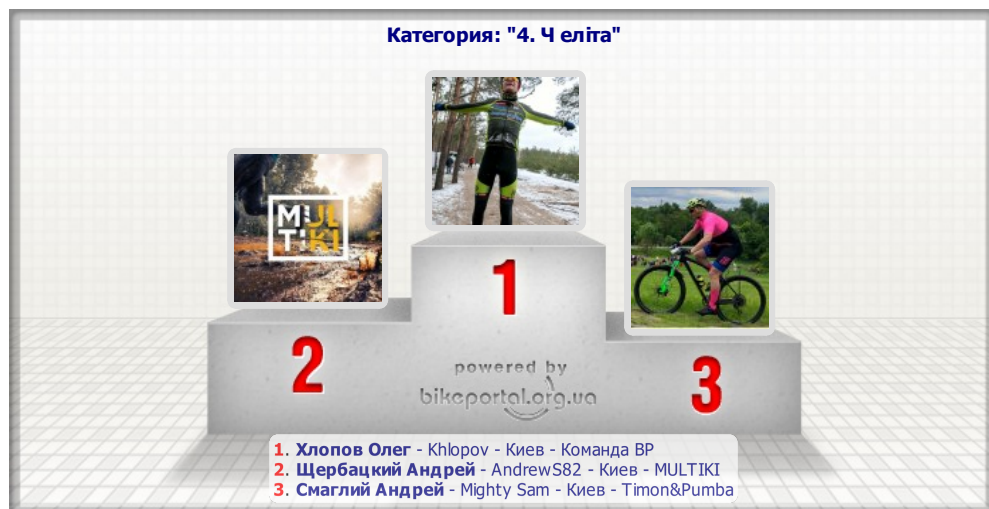 Категория: "4. Ч еліта"
MUL
TIKI
1
2
3
powered by
bikeportal.org.ua
1. Хлопов Олег - Khlopov - Киев - Команда ВР
2. Щербацкий Андрей - AndrewS82 - Киев - MULTIKI
3. Смаглий Андрей - Mighty Sam - Киев - Timon&Pumba